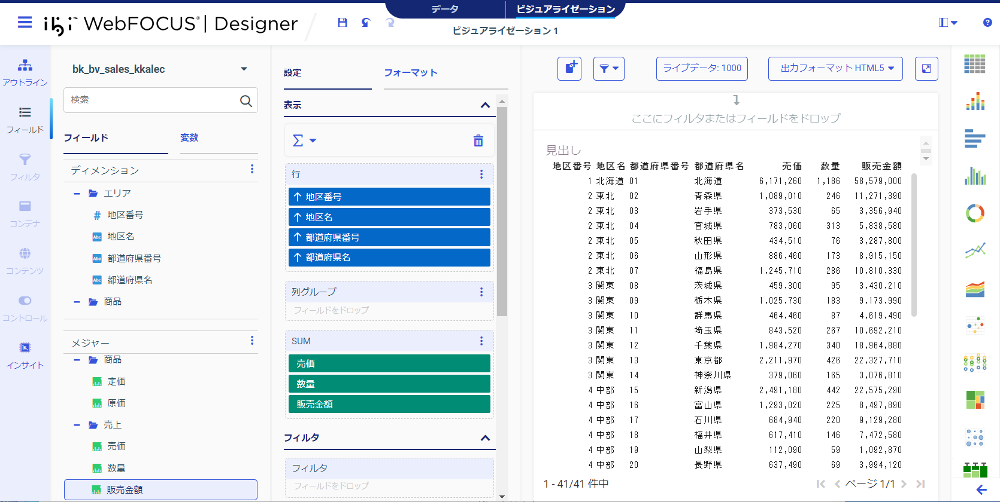 データ
ビジュアライゼーション
ibi™ WebFOCUS® | Designer
ビジュアライゼーション 1
アウトライン
フィールド
フィルタ
コンテナ
コンテンツ
コントロール
インサイト
bk_bv_sales_kkalec
検索
フィールド 変数
ディメンション
エリア
# 地区番号
Abc 地区名
Abc 都道府県番号
Abc 都道府県名
商品
メジャー
商品
定価
原価
売上
売価
数量
販売金額
設定 フォーマット
表示
行
地区番号
地区名
都道府県番号
都道府県名
列グループ
フィールドをドロップ
SUM
売価
数量
販売金額
フィルタ
フィルタ
フィールドをドロップ
ライブデータ: 1000
出力フォーマット HTML5
ここにフィルタまたはフィールドをドロップ
見出し
地区番号 地区名 都道府県番号 都道府県名 売価 数量 販売金額
1 北海道 01 北海道 6,171,260 1,186 58,579,000
2 東北 02 青森県 1,089,010 246 11,271,390
2 東北 03 岩手県 373,530 65 3,356,940
2 東北 04 宮城県 783,060 313 5,838,580
2 東北 05 秋田県 434,510 76 3,287,800
2 東北 06 山形県 886,460 173 8,915,150
2 東北 07 福島県 1,245,710 286 10,810,330
3 関東 08 茨城県 459,300 95 3,430,210
3 関東 09 栃木県 1,025,730 183 9,173,990
3 関東 10 群馬県 464,460 87 4,619,490
3 関東 11 埼玉県 843,520 267 10,692,210
3 関東 12 千葉県 1,984,270 340 18,964,880
3 関東 13 東京都 2,211,970 426 22,327,710
3 関東 14 神奈川県 379,060 165 3,076,810
4 中部 15 新潟県 2,491,180 442 22,575,290
4 中部 16 富山県 1,293,020 225 8,497,890
4 中部 17 石川県 684,940 220 9,129,280
4 中部 18 福井県 617,410 146 7,472,580
4 中部 19 山梨県 112,090 59 1,092,870
4 中部 20 長野県 637,490 69 3,994,120
1 - 41/41 件中
ページ 1/1